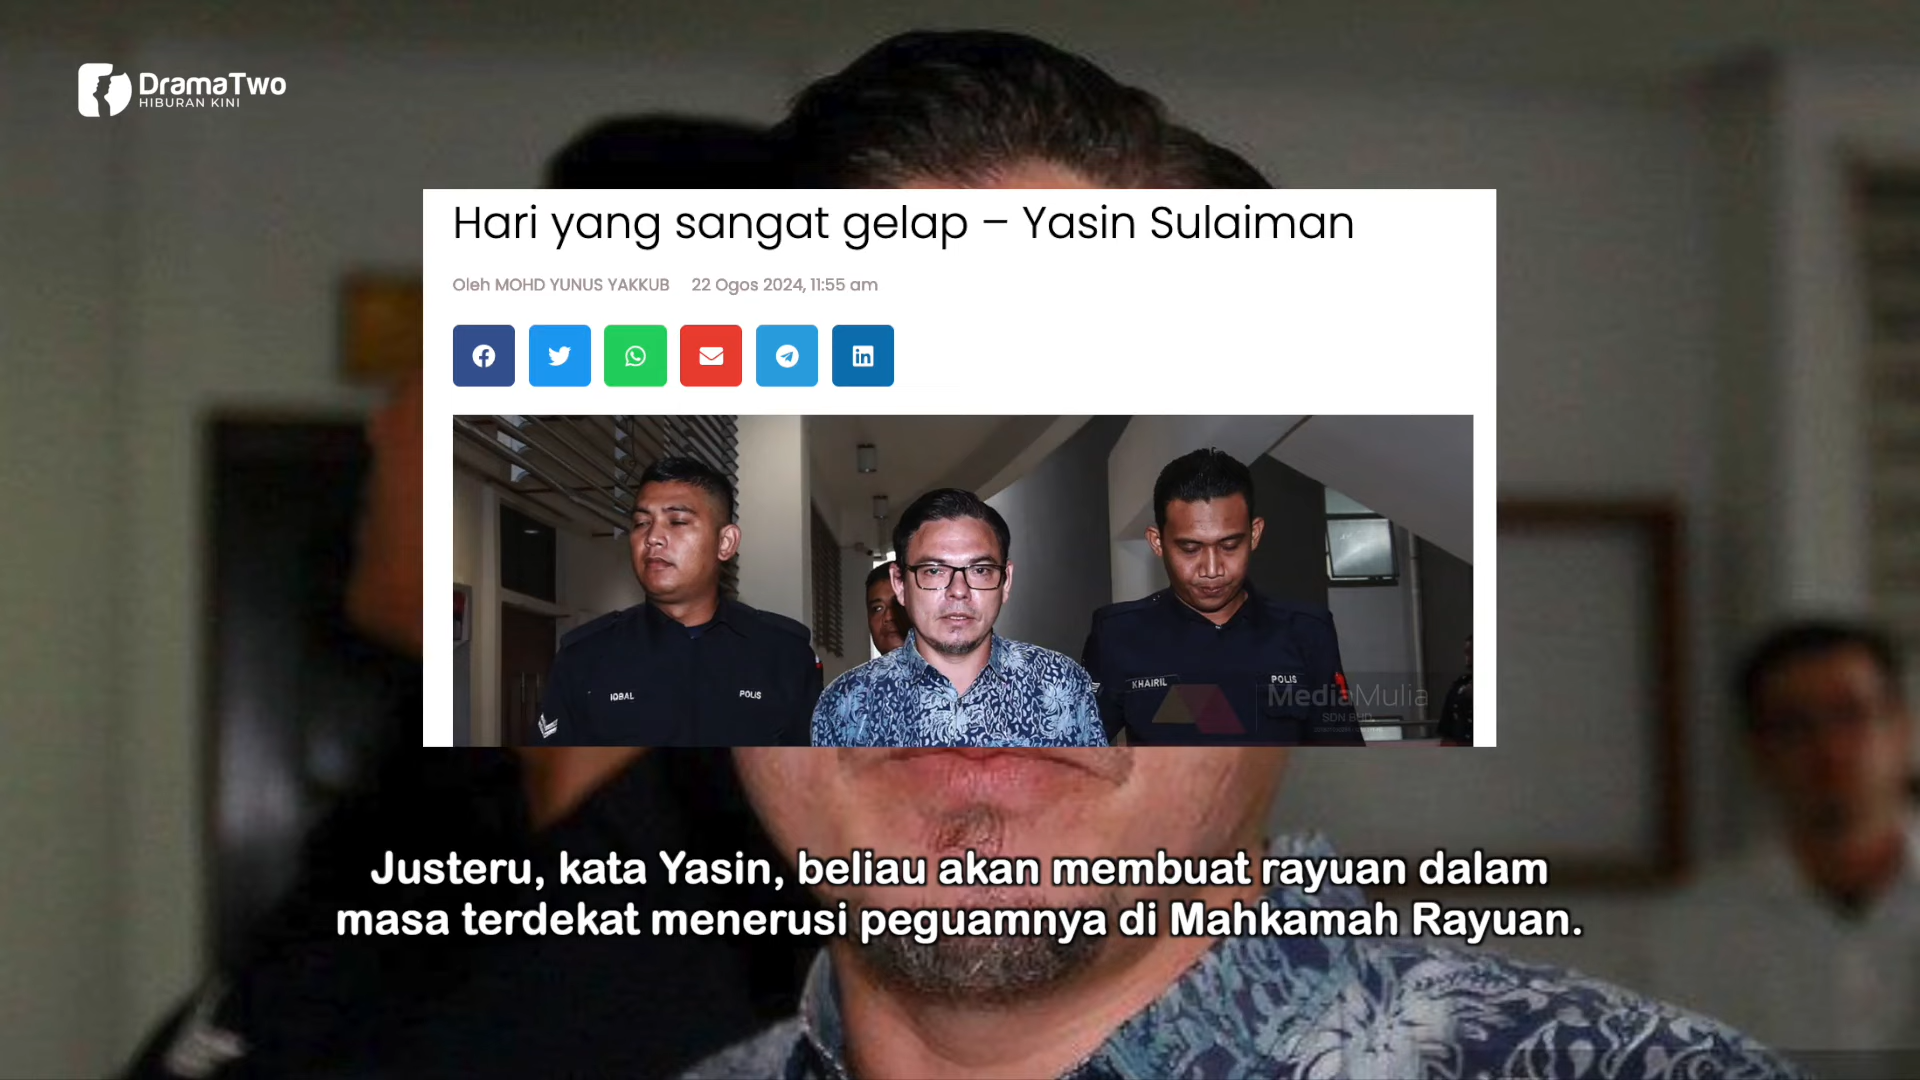 DramaTwo
HIBURAN KINI
Hari yang sangat gelap – Yasin Sulaiman
Oleh MOHD YUNUS YAKKUB 22 Ogos 2024, 11:55 am
IQBAL
POLIS
KHAIRIL
POLIS
MediaMulia
SDN BHD
Justeru, kata Yasin, beliau akan membuat rayuan dalam
masa terdekat menerusi peguamnya di Mahkamah Rayuan.